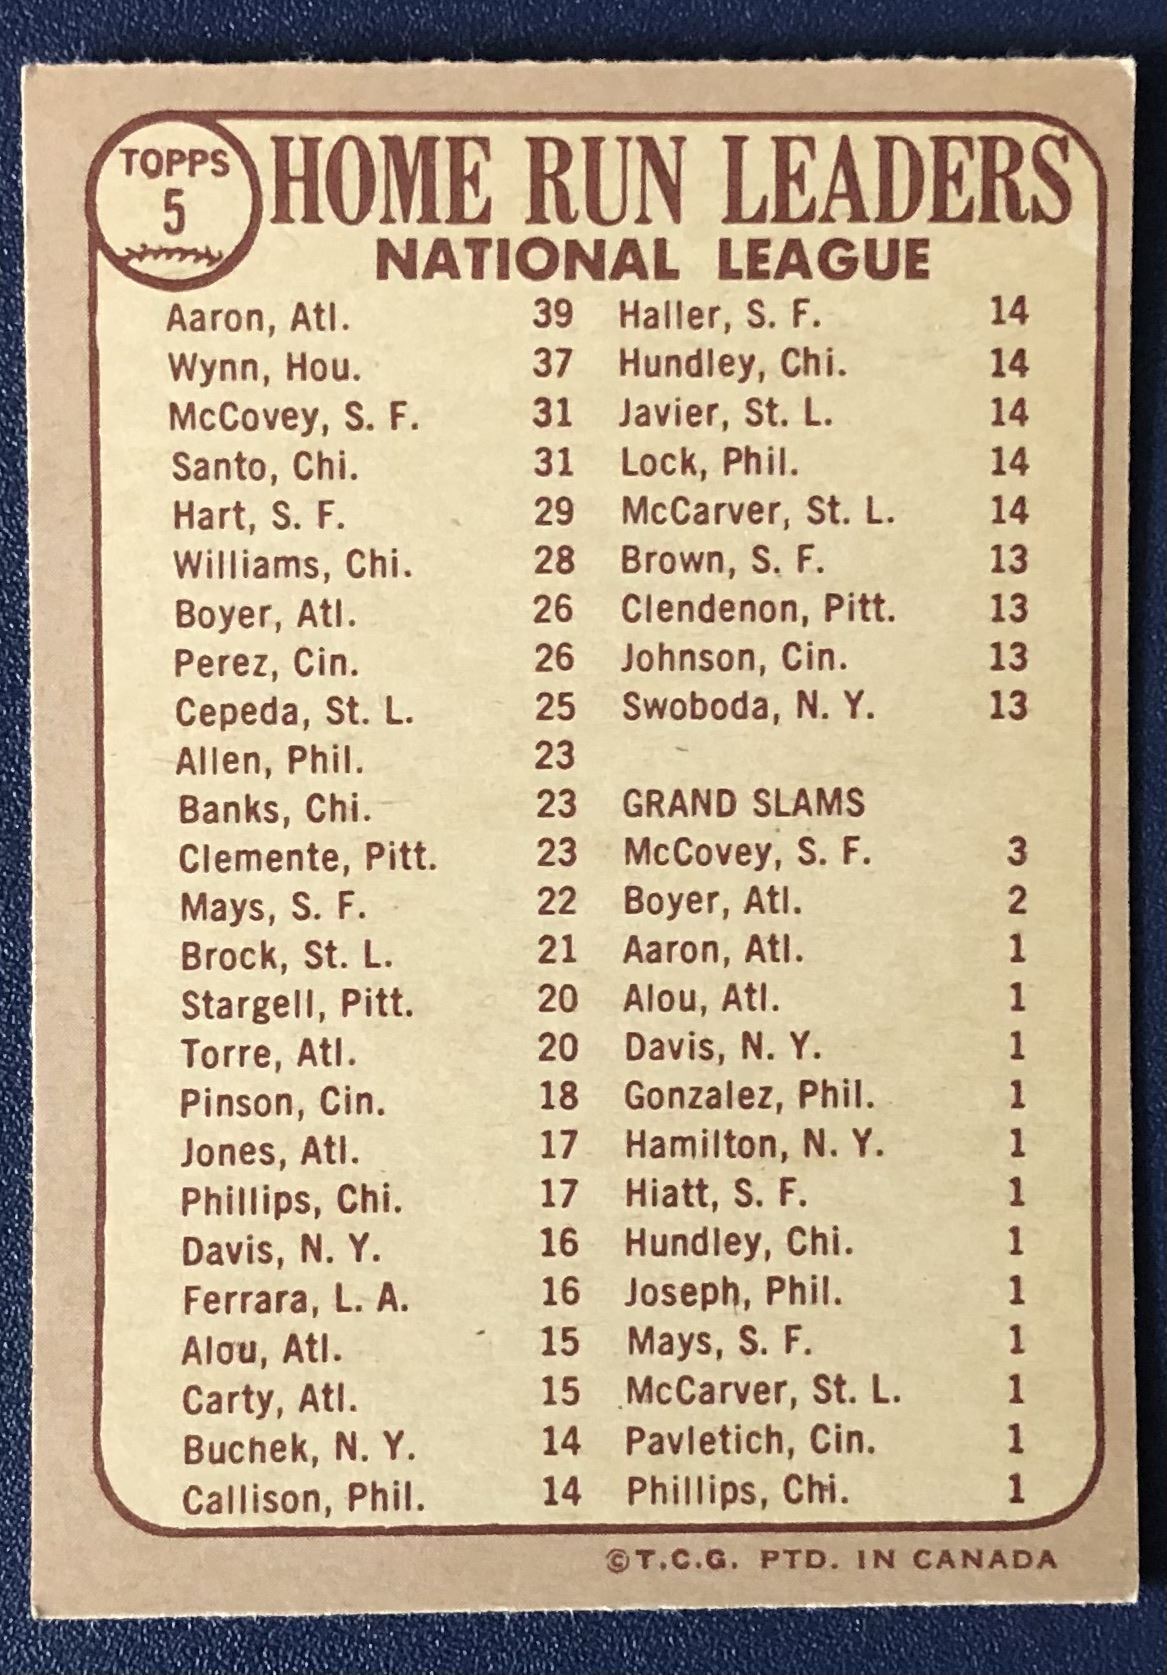 TOPPS
5
HOME RUN LEADERS
NATIONAL LEAGUE
Aaron, Atl. 39
Wynn, Hou. 37
McCovey, S. F. 31
Santo, Chi. 31
Hart, S. F. 29
Williams, Chi. 28
Boyer, Atl. 26
Perez, Cin. 26
Cepeda, St. L. 25
Allen, Phil. 23
Banks, Chi. 23
Clemente, Pitt. 23
Mays, S. F. 22
Brock, St. L. 21
Stargell, Pitt. 20
Torre, Atl. 20
Pinson, Cin. 18
Jones, Atl. 17
Phillips, Chi. 17
Davis, N. Y. 16
Ferrara, L. A. 16
Alou, Atl. 15
Carty, Atl. 15
Buchek, N. Y. 14
Callison, Phil. 14
Haller, S. F. 14
Hundley, Chi. 14
Javier, St. L. 14
Lock, Phil. 14
McCarver, St. L. 14
Brown, S. F. 13
Clendenon, Pitt. 13
Johnson, Cin. 13
Swoboda, N. Y. 13
GRAND SLAMS
McCovey, S. F. 3
Boyer, Atl. 2
Aaron, Atl. 1
Alou, Atl. 1
Davis, N. Y. 1
Gonzalez, Phil. 1
Hamilton, N. Y. 1
Hiatt, S. F. 1
Hundley, Chi. 1
Joseph, Phil. 1
Mays, S. F. 1
McCarver, St. L. 1
Pavletich, Cin. 1
Phillips, Chi. 1
©T.C.G. PTD. IN CANADA